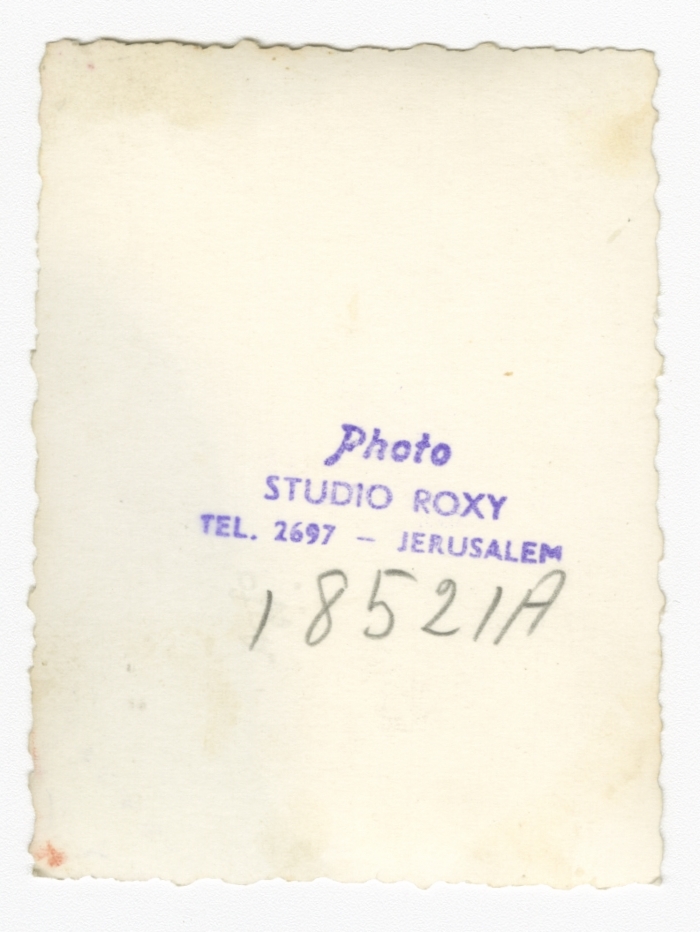 Photo
STUDIO ROXY
TEL. 2697 – JERUSALEM
18521A